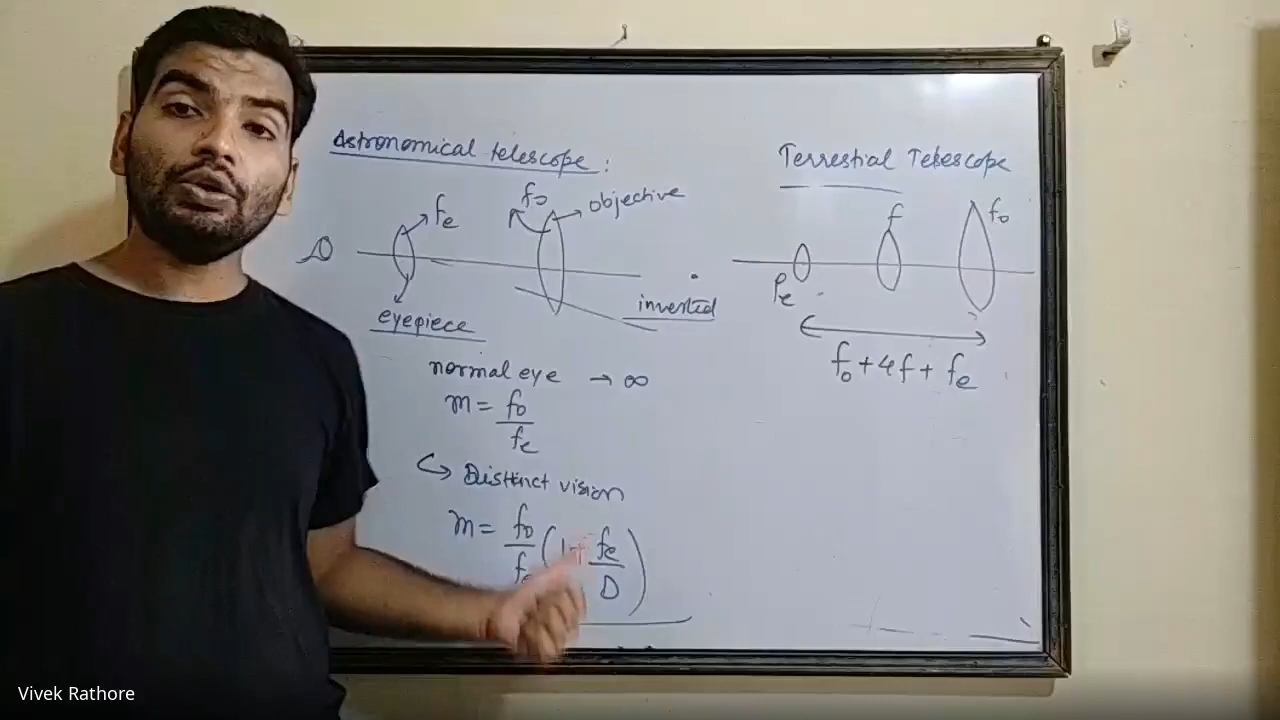 Astronomical telescope:
fe
fo
objective
eyepiece
inverted
normal eye → ∞
m = fo/fe
↪ Distinct vision
m = fo/fe (1+ fe/D)
Terrestial Telescope
fe
f
fo
fo + 4f + fe
Vivek Rathore